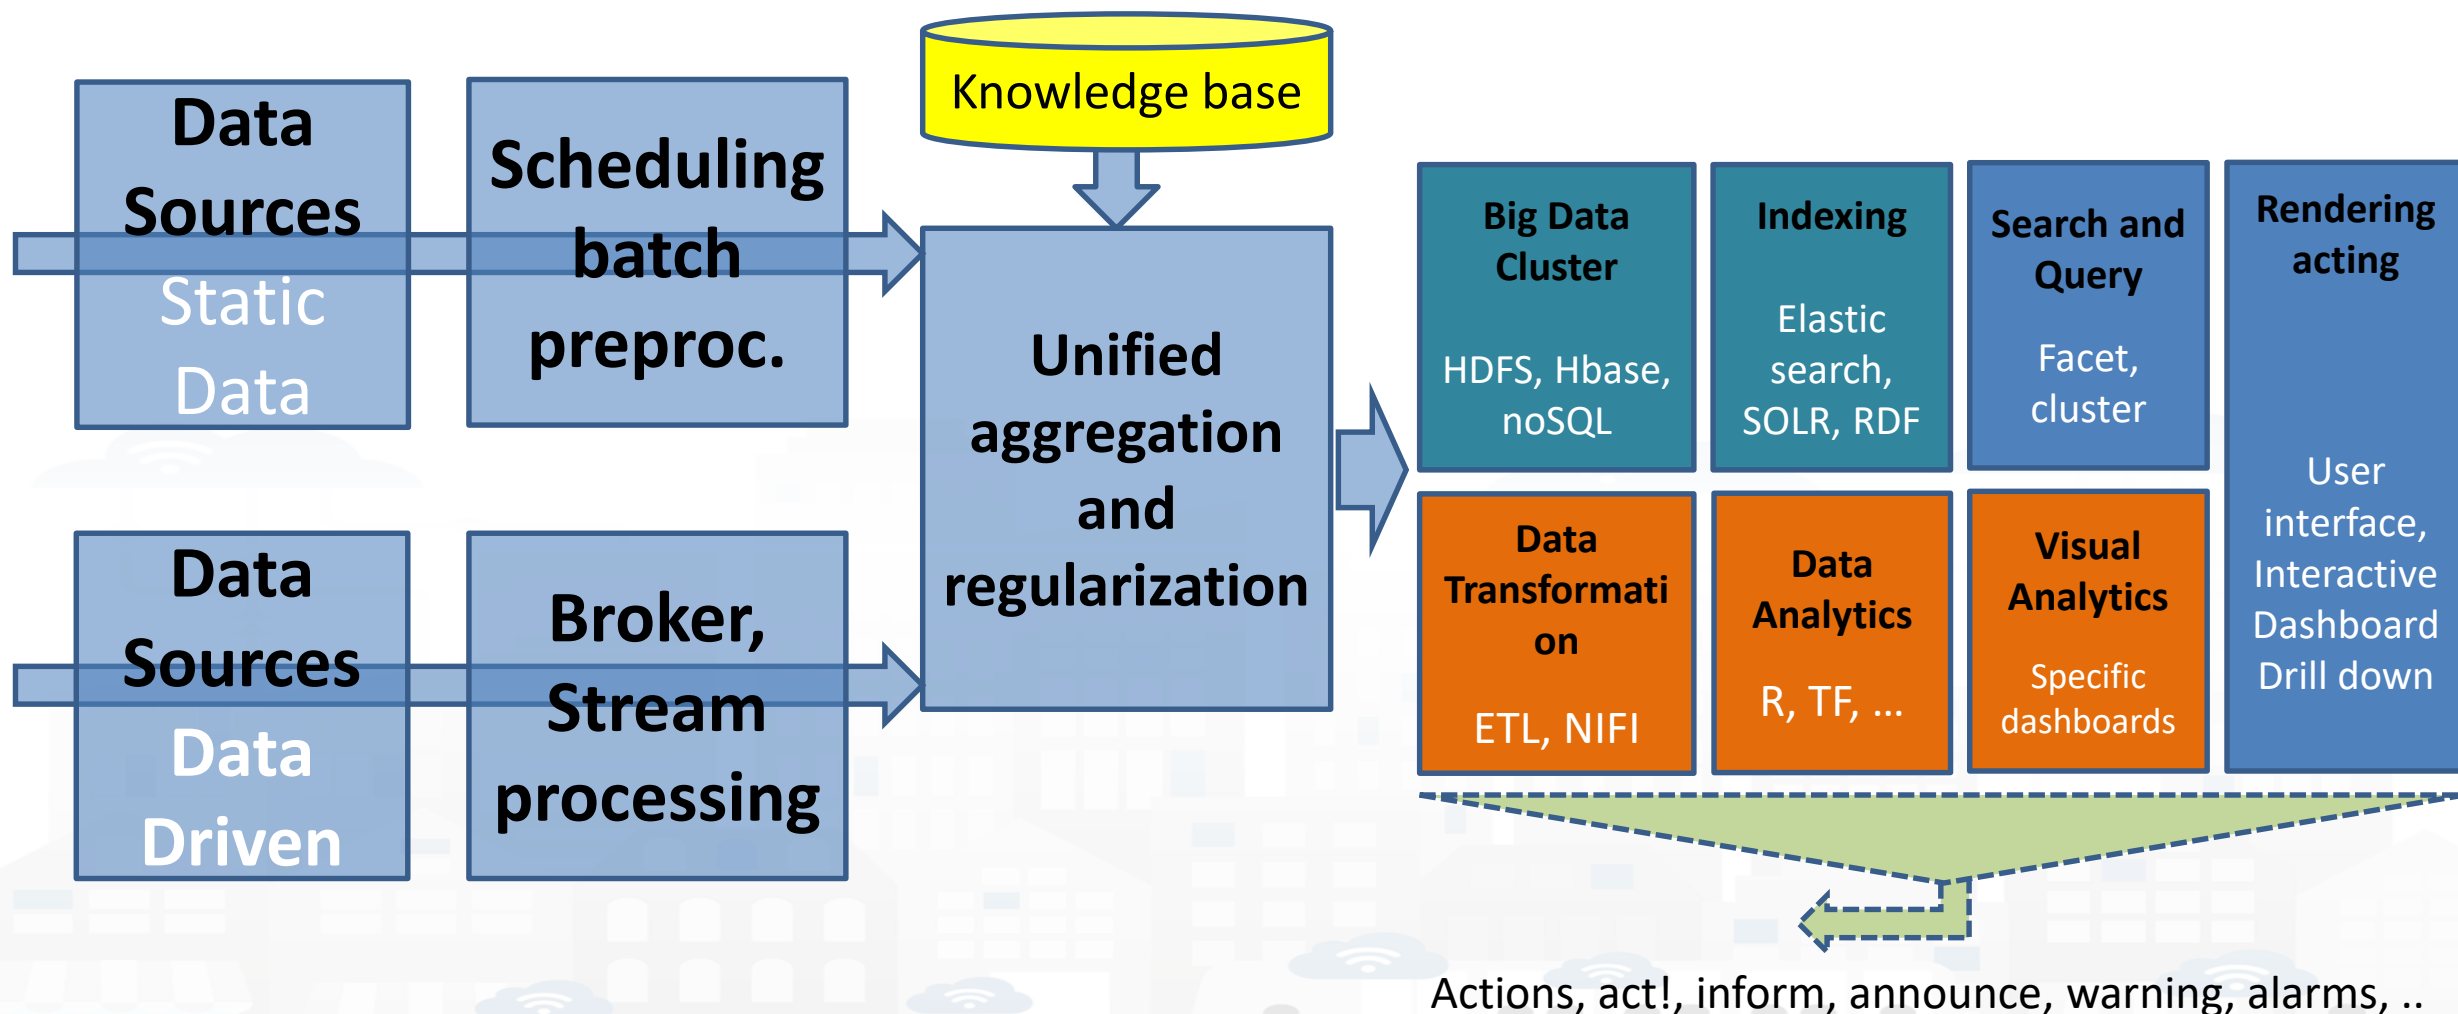 Data
Sources
Static
Data
Scheduling
batch
preproc.
Knowledge base
Data
Sources
Data
Driven
Broker,
Stream
processing
Unified
aggregation
and
regularization
Big Data
Cluster
HDFS, Hbase,
noSQL
Indexing
Elastic
search,
SOLR, RDF
Search and
Query
Facet,
cluster
Rendering
acting
User
interface,
Interactive
Dashboard
Drill down
Data
Transformati
on
ETL, NIFI
Data
Analytics
R, TF, ...
Visual
Analytics
Specific
dashboards
Actions, act!, inform, announce, warning, alarms, ..